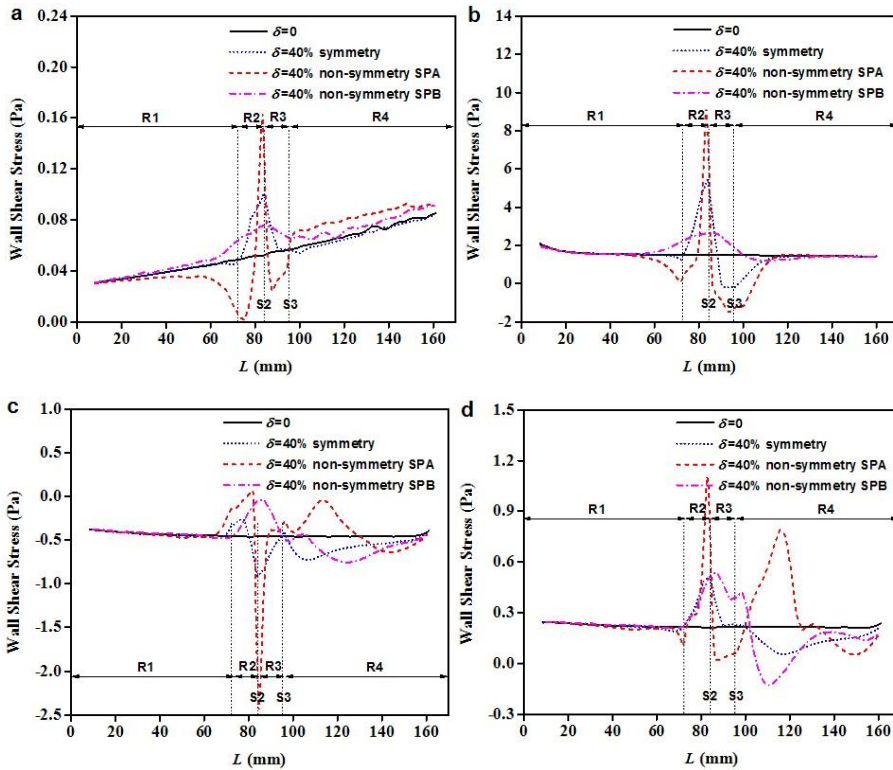 a
δ=0
δ=40% symmetry
δ=40% non-symmetry SPA
δ=40% non-symmetry SPB
R1 R2 R3 R4
S2 S3
Wall Shear Stress (Pa)
0.24
0.20
0.16
0.12
0.08
0.04
0.00
0 20 40 60 80 100 120 140 160
L (mm)
b
δ=0
δ=40% symmetry
δ=40% non-symmetry SPA
δ=40% non-symmetry SPB
R1 R2 R3 R4
S2 S3
Wall Shear Stress (Pa)
14
12
10
8
6
4
2
0
-2
0 20 40 60 80 100 120 140 160
L (mm)
c
δ=0
δ=40% symmetry
δ=40% non-symmetry SPA
δ=40% non-symmetry SPB
R1 R2 R3 R4
S2 S3
Wall Shear Stress (Pa)
1.0
0.5
0.0
-0.5
-1.0
-1.5
-2.0
-2.5
0 20 40 60 80 100 120 140 160
L (mm)
d
δ=0
δ=40% symmetry
δ=40% non-symmetry SPA
δ=40% non-symmetry SPB
R1 R2 R3 R4
S2 S3
Wall Shear Stress (Pa)
1.5
1.2
0.9
0.6
0.3
0.0
-0.3
0 20 40 60 80 100 120 140 160
L (mm)